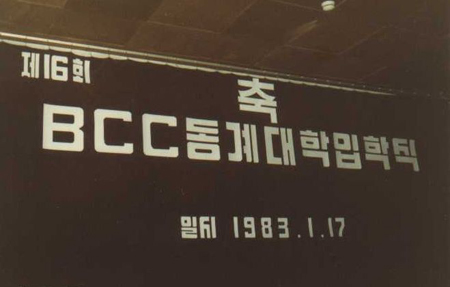 제16회
축
BCC동계대학입학식
일시 1983.1.17